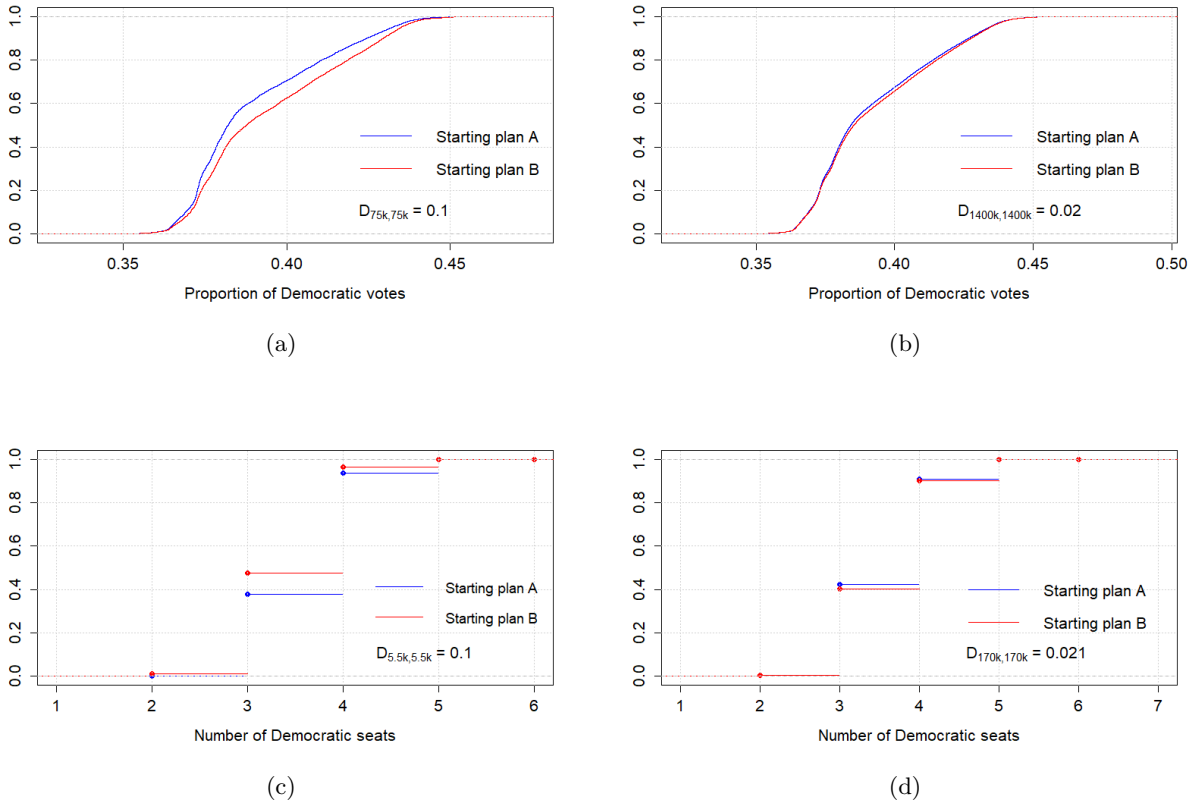 1.0
0.8
0.6
0.4
0.2
0.0
Starting plan A
Starting plan B
D75k,75k = 0.1
0.35 0.40 0.45
Proportion of Democratic votes
(a)
1.0
0.8
0.6
0.4
0.2
0.0
Starting plan A
Starting plan B
D1400k,1400k = 0.02
0.35 0.40 0.45 0.50
Proportion of Democratic votes
(b)
1.0
0.8
0.6
0.4
0.2
0.0
Starting plan A
Starting plan B
D5.5k,5.5k = 0.1
1 2 3 4 5 6
Number of Democratic seats
(c)
1.0
0.8
0.6
0.4
0.2
0.0
Starting plan A
Starting plan B
D170k,170k = 0.021
1 2 3 4 5 6 7
Number of Democratic seats
(d)